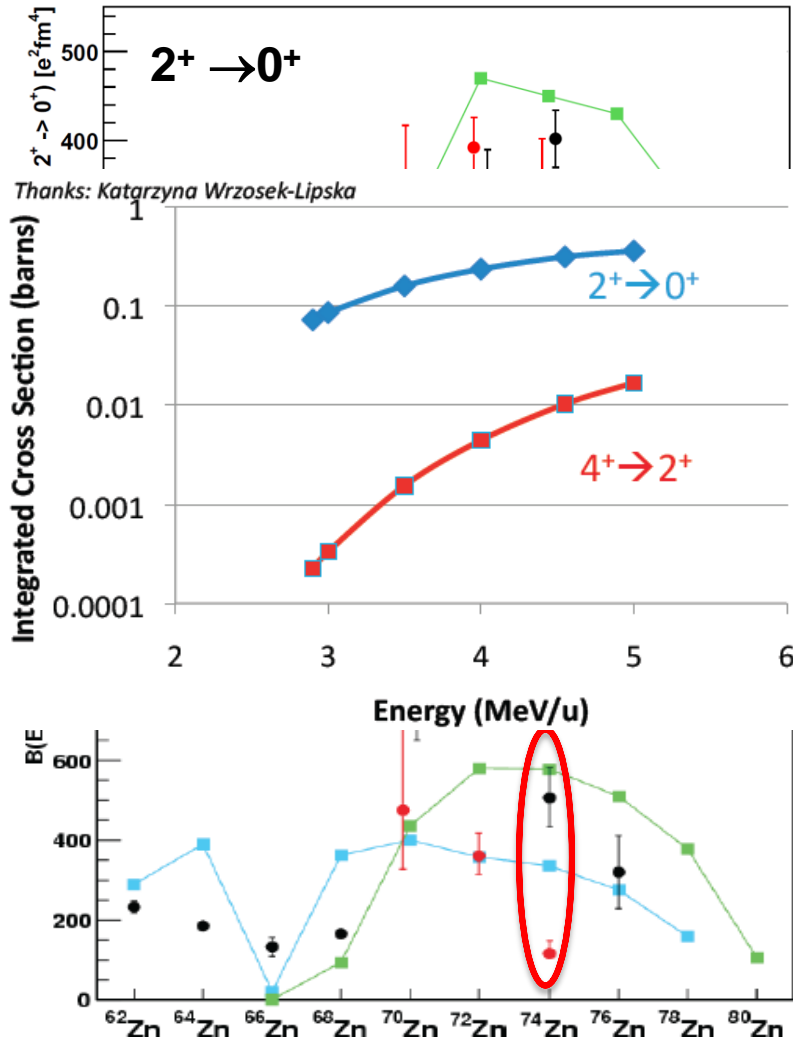 550
500
400
2⁺ -> 0⁺) [e²fm⁴]
2⁺ →0⁺
Thanks: Katarzyna Wrzosek-Lipska
1
0.1
0.01
0.001
0.0001
Integrated Cross Section (barns)
2⁺→0⁺
4⁺→2⁺
2 3 4 5 6
Energy (MeV/u)
B(E
600
400
200
0
⁶²Zn ⁶⁴Zn ⁶⁶Zn ⁶⁸Zn ⁷⁰Zn ⁷²Zn ⁷⁴Zn ⁷⁶Zn ⁷⁸Zn ⁸⁰Zn